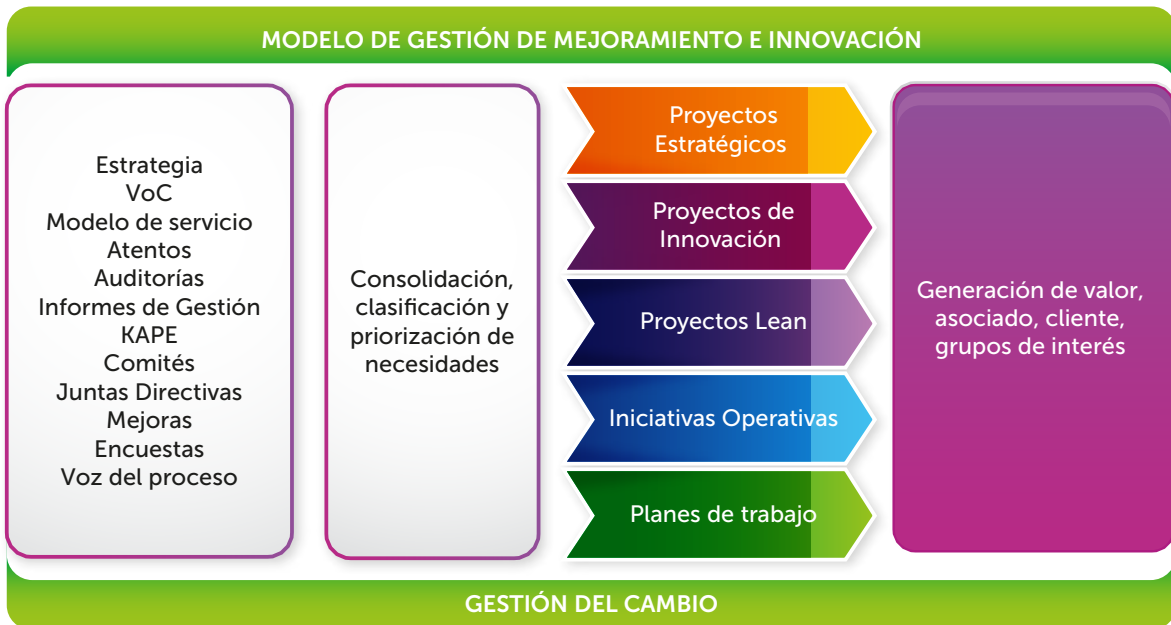 MODELO DE GESTIÓN DE MEJORAMIENTO E INNOVACIÓN
Estrategia
VoC
Modelo de servicio
Atentos
Auditorías
Informes de Gestión
KAPE
Comités
Juntas Directivas
Mejoras
Encuestas
Voz del proceso
Consolidación,
clasificación y
priorización de
necesidades
Proyectos
Estratégicos
Proyectos de
Innovación
Proyectos Lean
Iniciativas Operativas
Planes de trabajo
Generación de valor,
asociado, cliente,
grupos de interés
GESTIÓN DEL CAMBIO